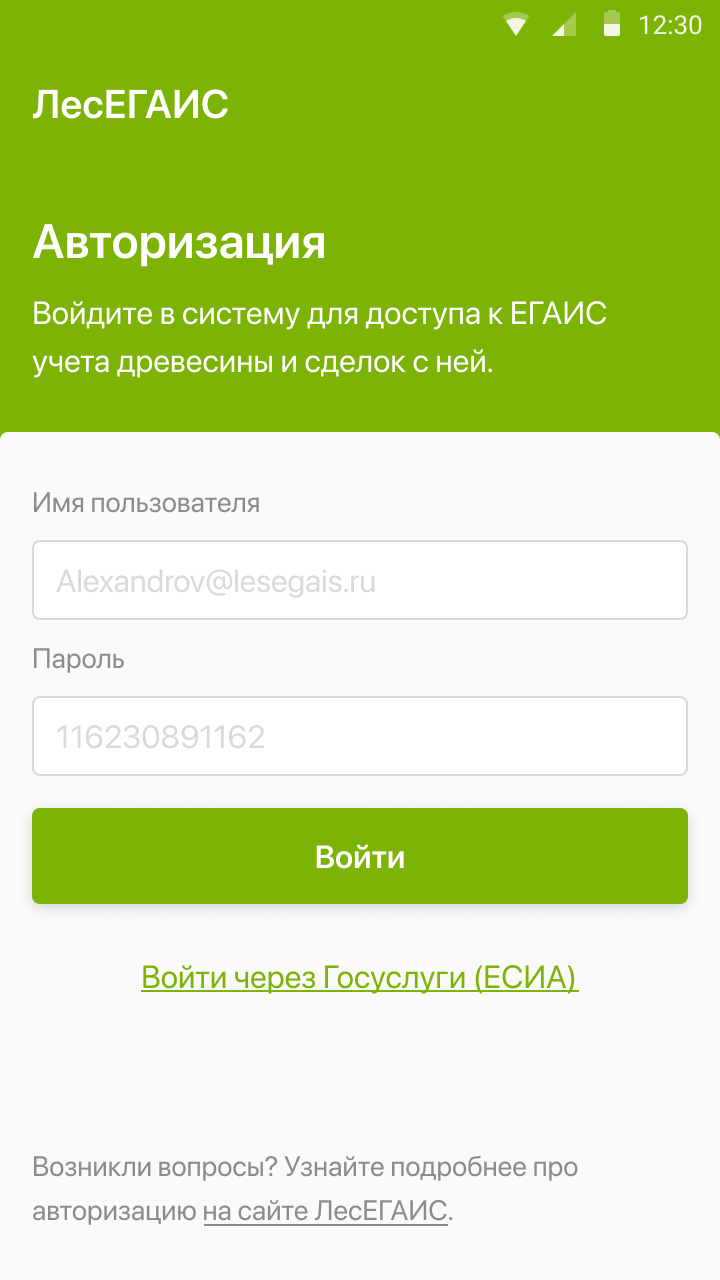 12:30
ЛесЕГАИС
Авторизация
Войдите в систему для доступа к ЕГАИС
учета древесины и сделок с ней.
Имя пользователя
Alexandrov@lesegais.ru
Пароль
116230891162
Войти
Войти через Госуслуги (ЕСИА)
Возникли вопросы? Узнайте подробнее про
авторизацию на сайте ЛесЕГАИС.